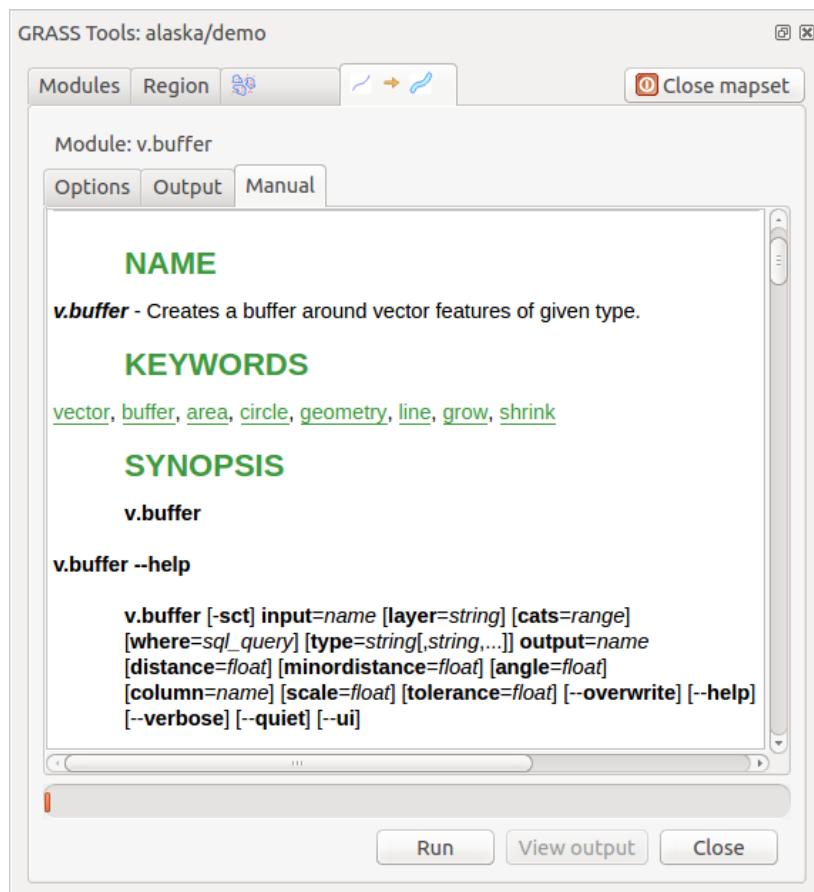 GRASS Tools: alaska/demo
Modules Region Close mapset
Module: v.buffer
Options Output Manual
NAME
v.buffer - Creates a buffer around vector features of given type.
KEYWORDS
vector, buffer, area, circle, geometry, line, grow, shrink
SYNOPSIS
v.buffer
v.buffer --help
v.buffer [-sct] input=name [layer=string] [cats=range]
[where=sql_query] [type=string[,string,...]] output=name
[distance=float] [minordistance=float] [angle=float]
[column=name] [scale=float] [tolerance=float] [--overwrite] [--help]
[--verbose] [--quiet] [--ui]
Run View output Close